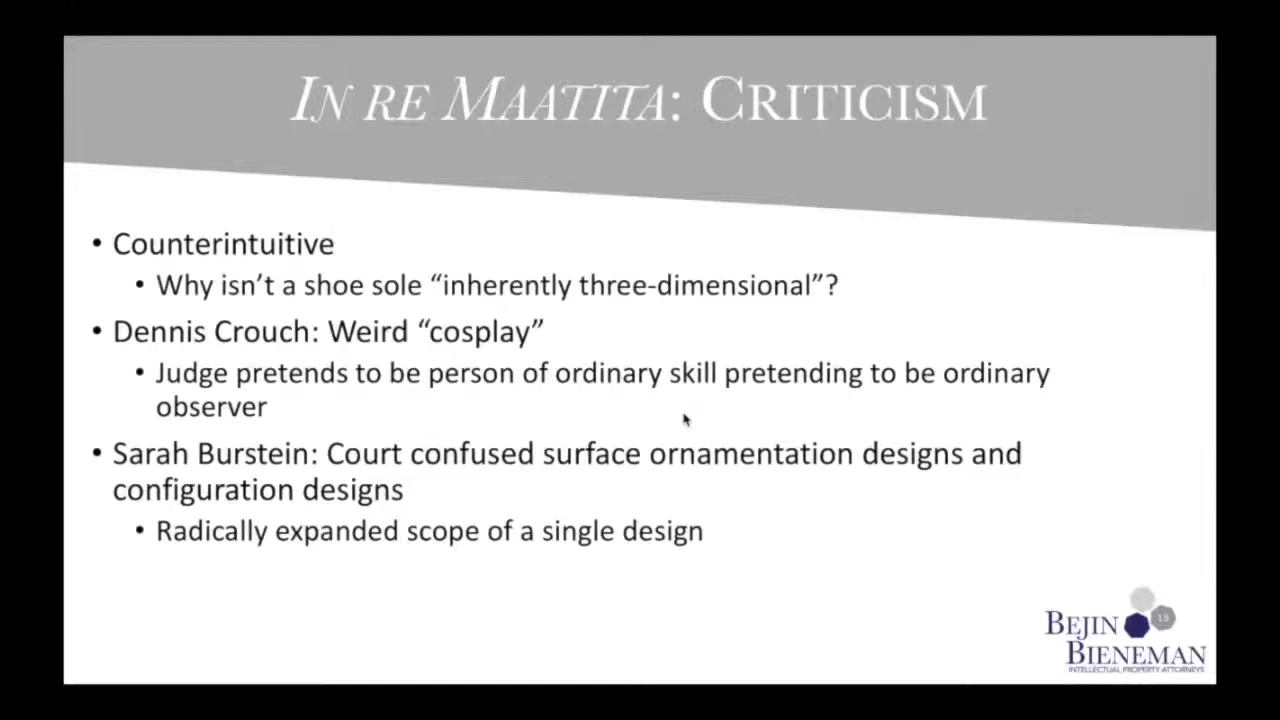 IN RE MAATITA: CRITICISM
• Counterintuitive
• Why isn't a shoe sole “inherently three-dimensional”?
• Dennis Crouch: Weird “cosplay”
• Judge pretends to be person of ordinary skill pretending to be ordinary
observer
• Sarah Burstein: Court confused surface ornamentation designs and
configuration designs
• Radically expanded scope of a single design
15
BEJIN
BIENEMAN
INTELLECTUAL PROPERTY ATTORNEYS